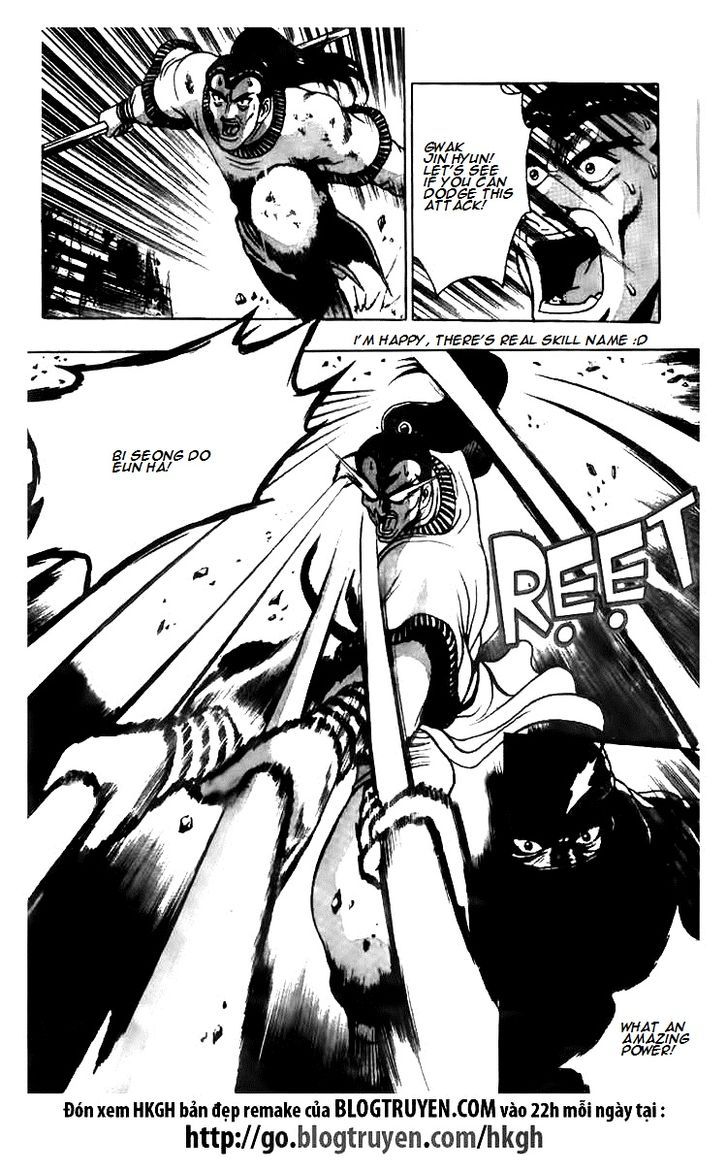 GWAK
JIN HYUN!
LET'S SEE
IF YOU CAN
DODGE THIS
ATTACK!
I'M HAPPY, THERE'S REAL SKILL NAME :D
BI SEONG DO
EUN HA!
RẸẸT
WHAT AN
AMAZING
POWER!
Đón xem HKGH bản đẹp remake của BLOGTRUYEN.COM vào 22h mỗi ngày tại :
http://go.blogtruyen.com/hkgh